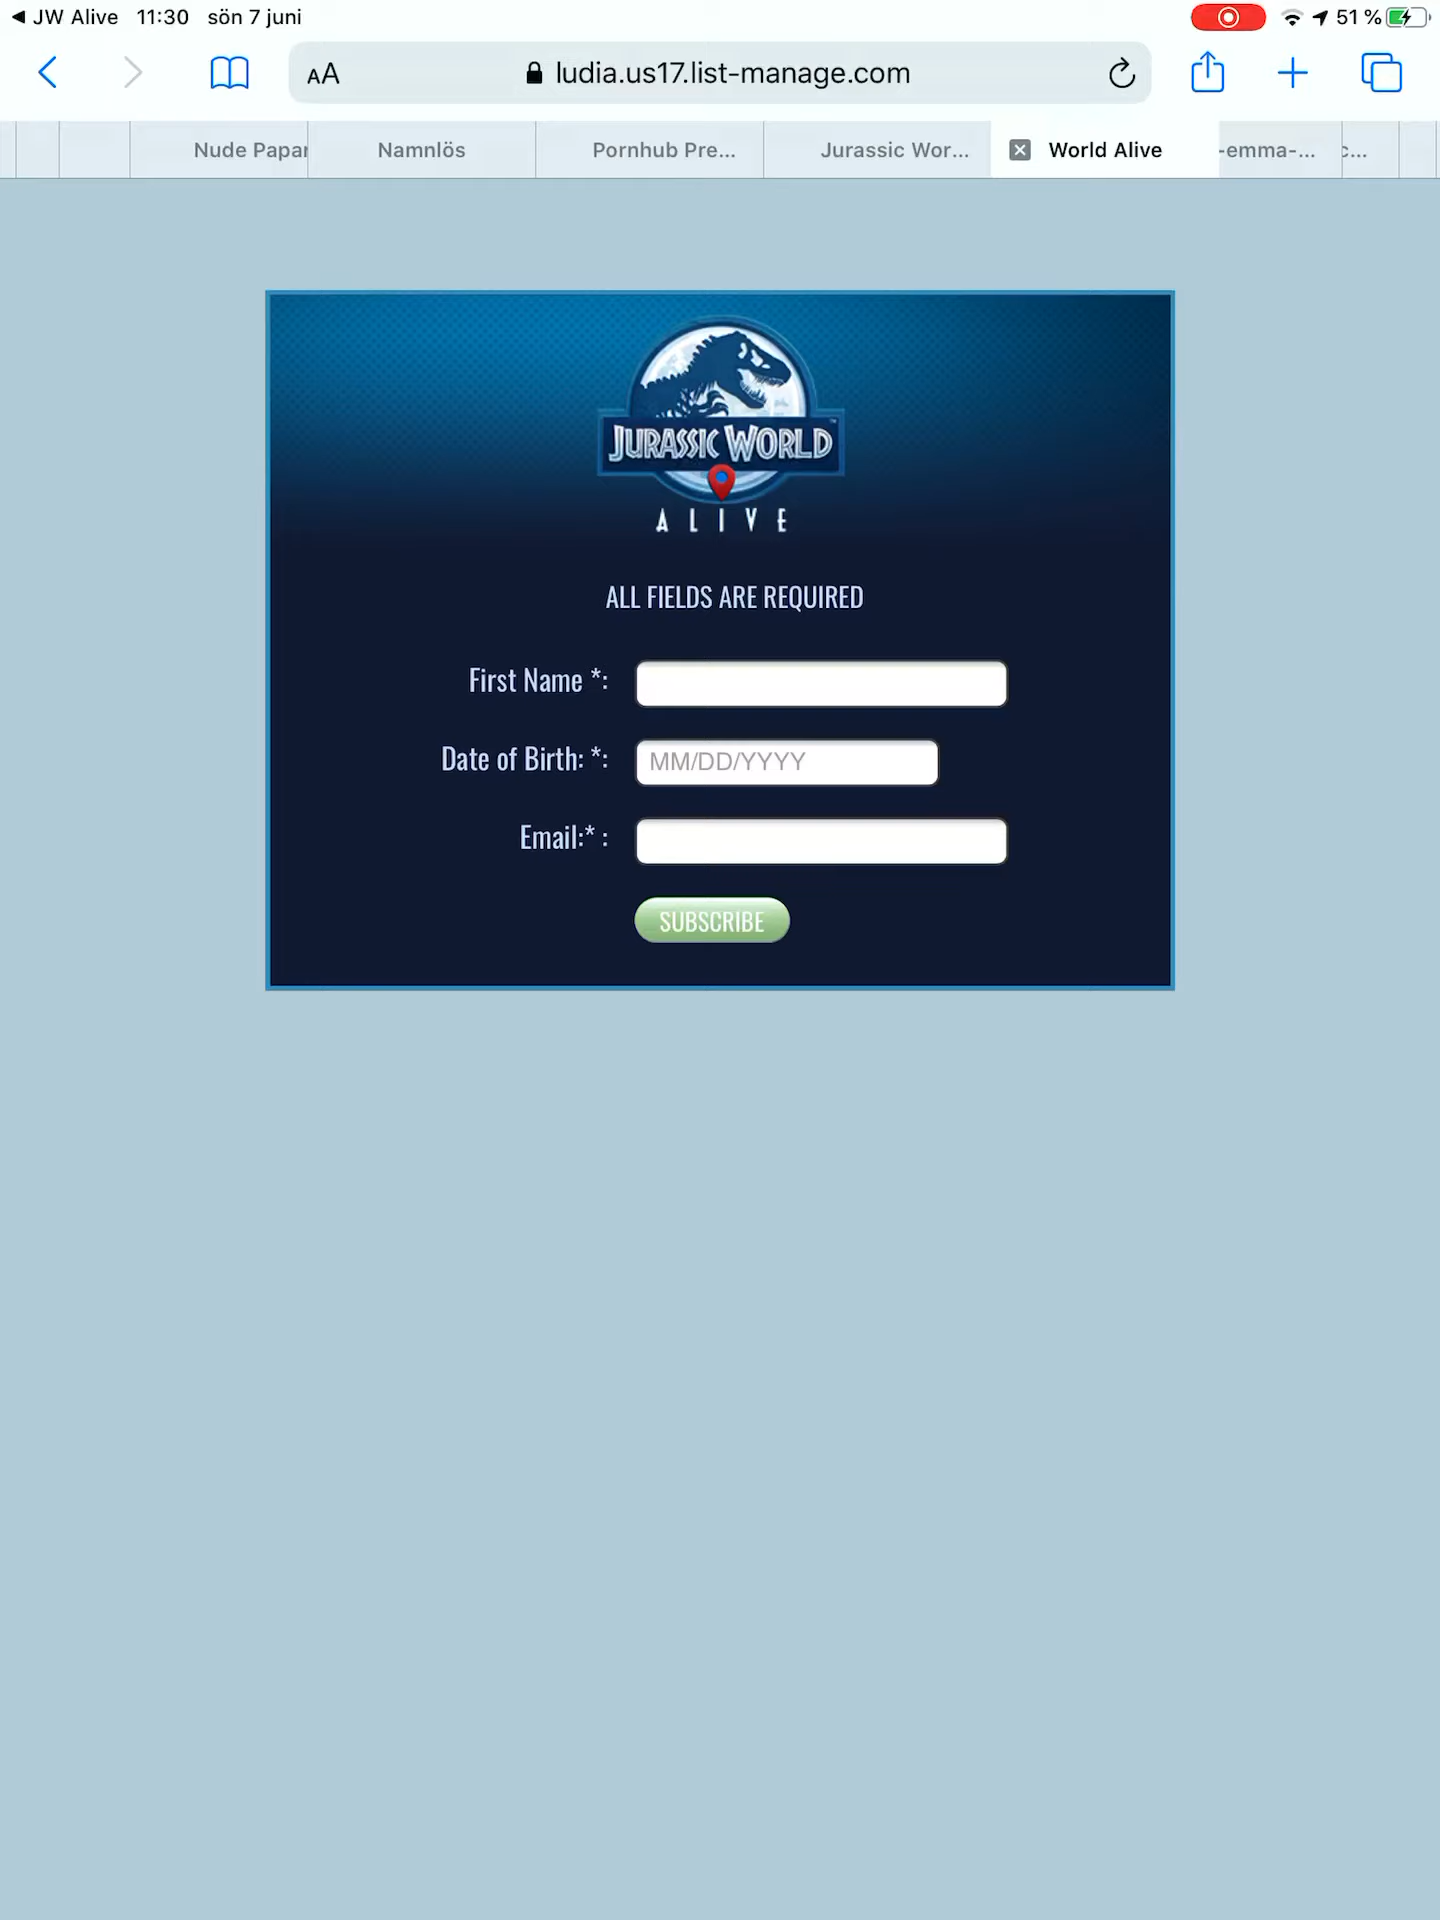 JW Alive 11:30 sön 7 juni 51 %
AA ludia.us17.list-manage.com
Nude Papar Namnlös Pornhub Pre... Jurassic Wor... World Alive -emma-... c...
JURASSIC WORLD™
ALIVE
ALL FIELDS ARE REQUIRED
First Name *:
Date of Birth: *: MM/DD/YYYY
Email:* :
SUBSCRIBE